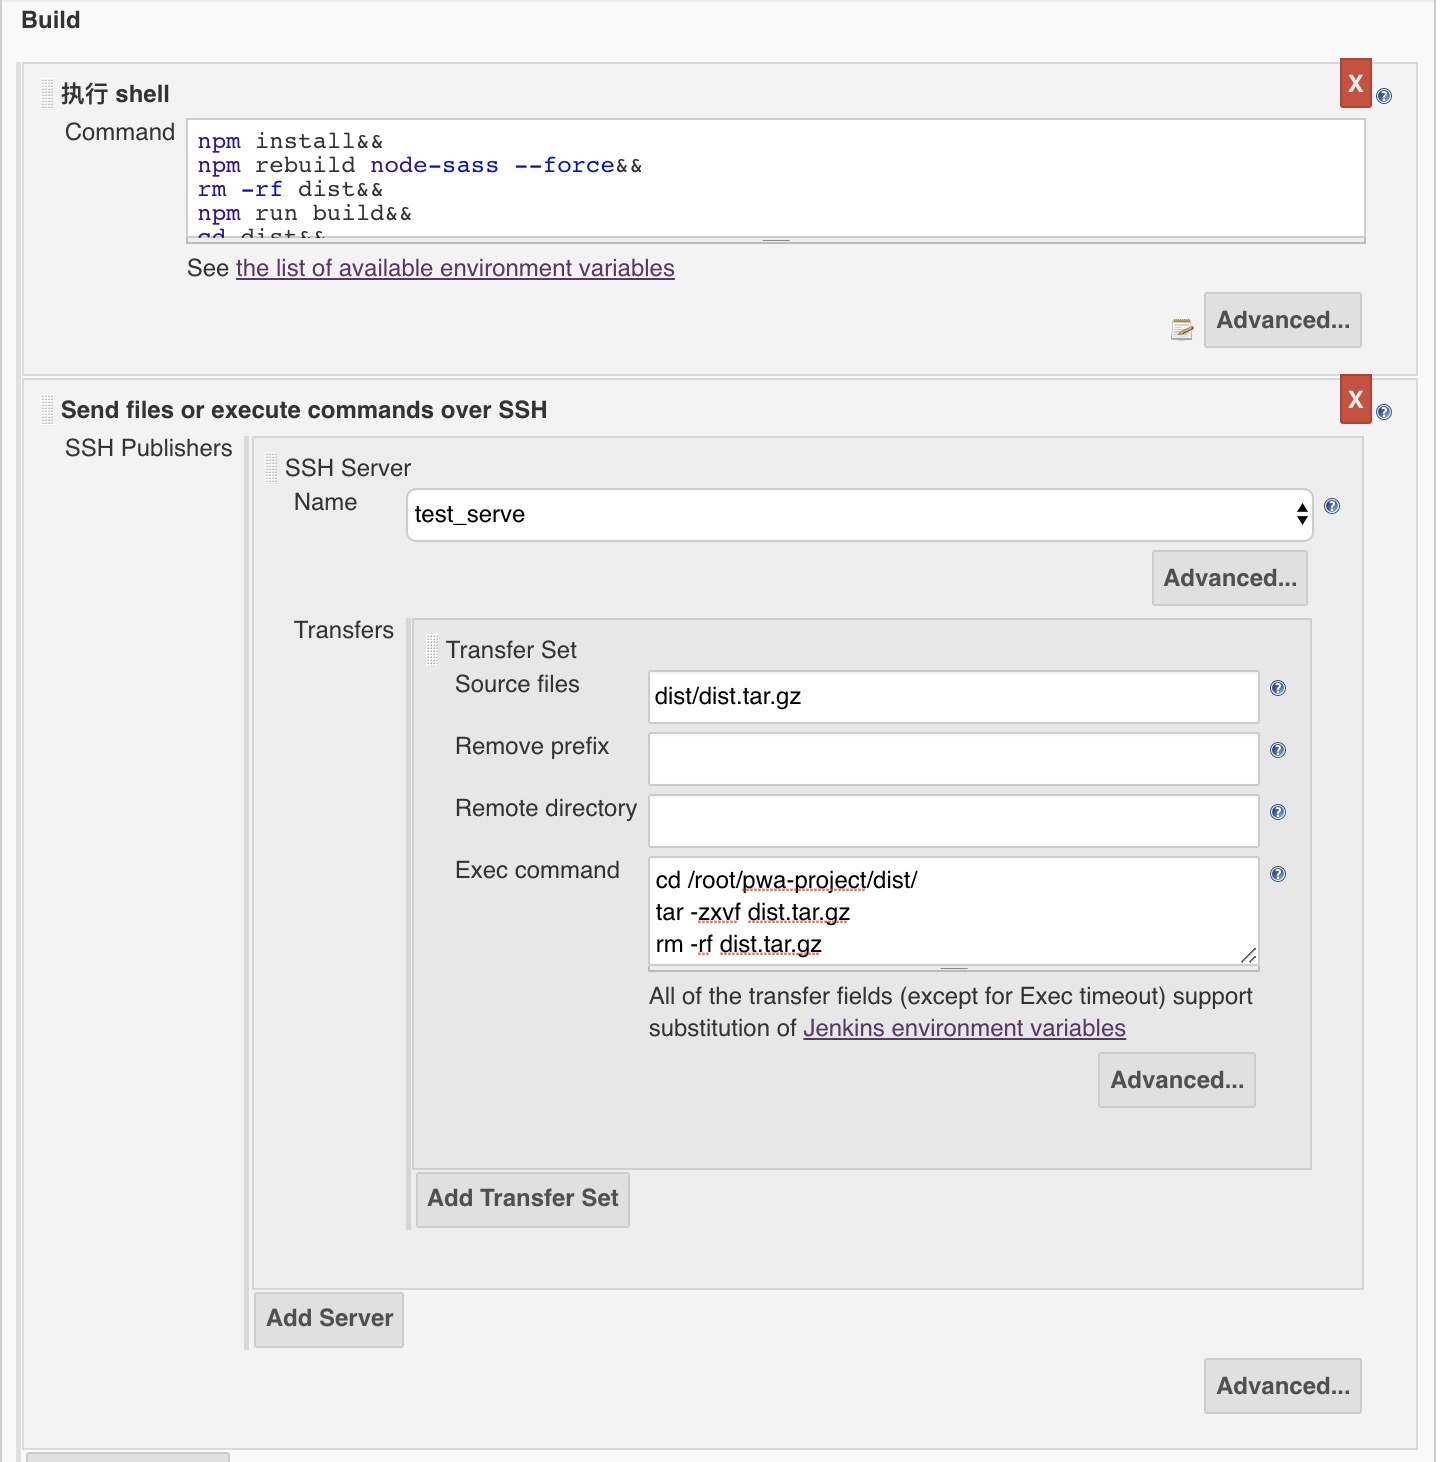 Build
执行 shell
X
Command
npm install&&
npm rebuild node-sass --force&&
rm -rf dist&&
npm run build&&
cd dist&&
See the list of available environment variables
Advanced...
Send files or execute commands over SSH
X
SSH Publishers
SSH Server
Name
test_serve
Advanced...
Transfers
Transfer Set
Source files
dist/dist.tar.gz
Remove prefix
Remote directory
Exec command
cd /root/pwa-project/dist/
tar -zxvf dist.tar.gz
rm -rf dist.tar.gz
All of the transfer fields (except for Exec timeout) support
substitution of Jenkins environment variables
Advanced...
Add Transfer Set
Add Server
Advanced...